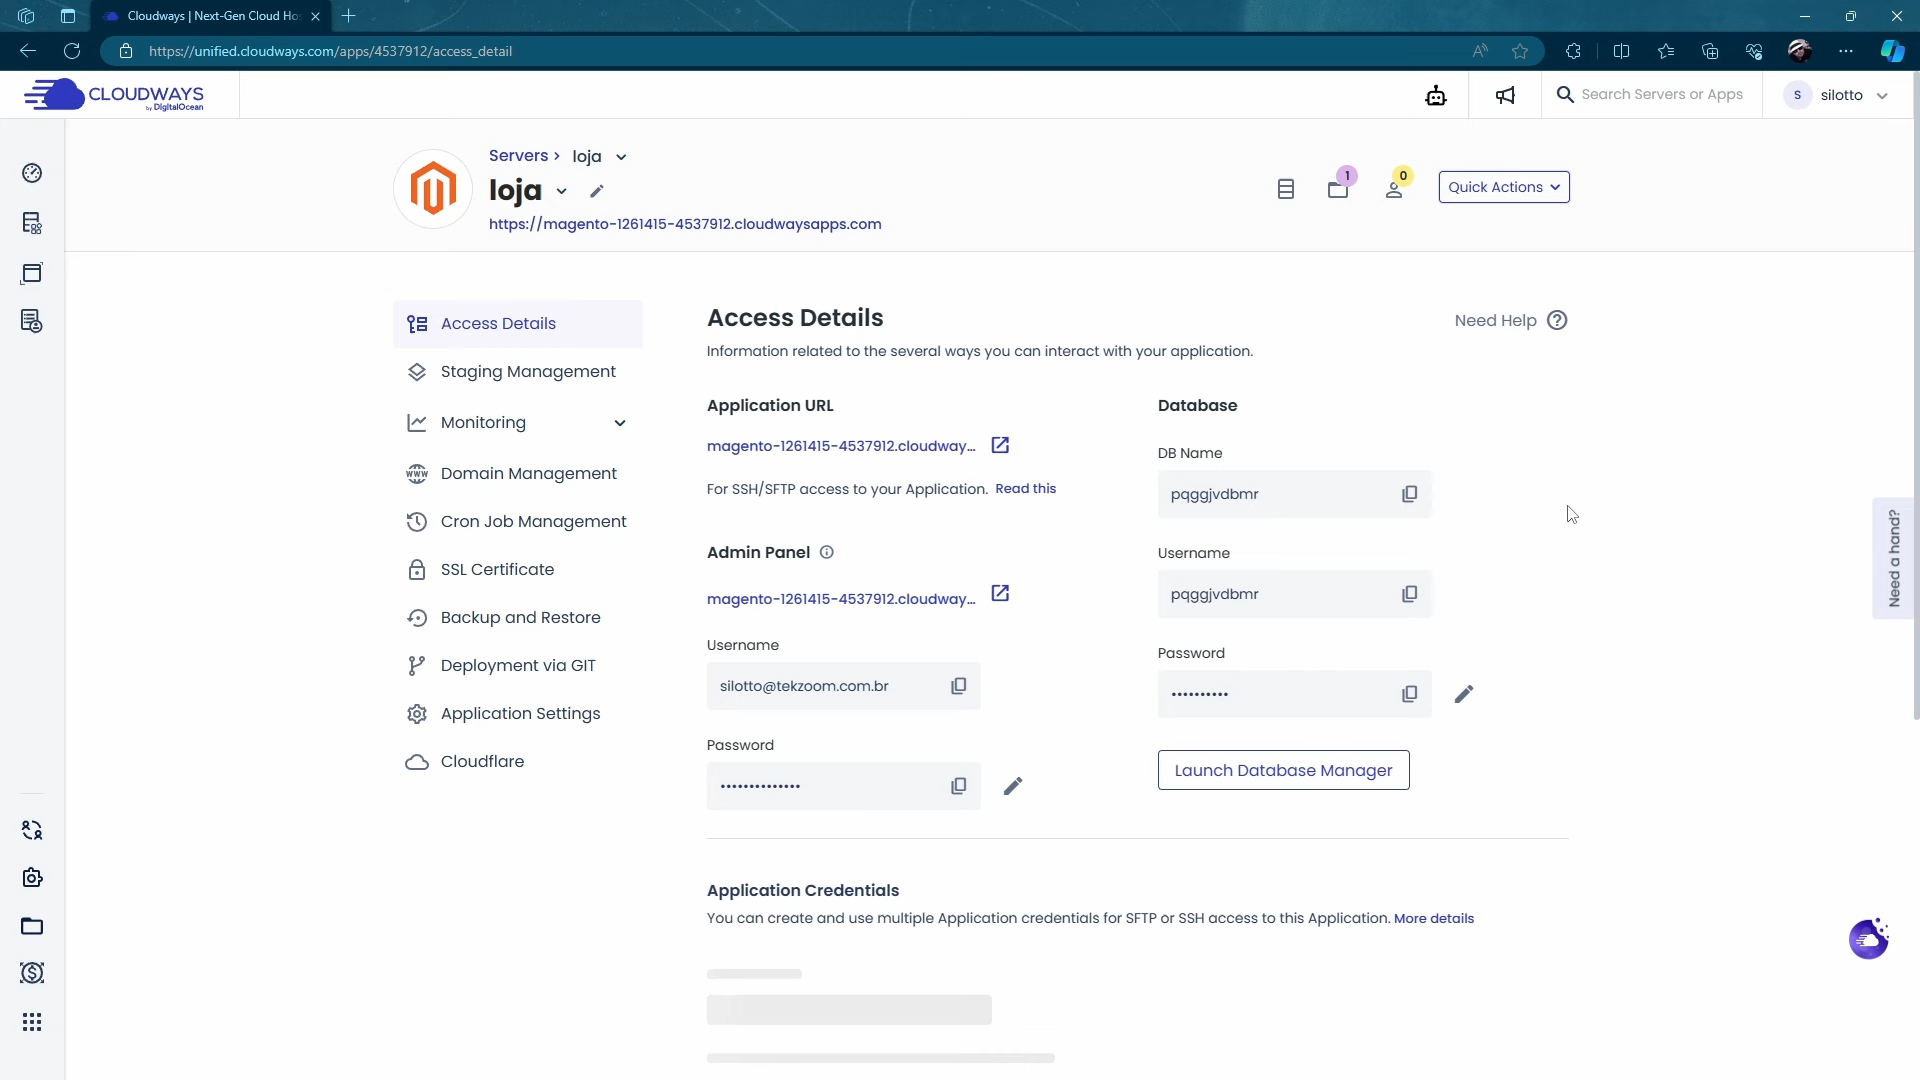 Cloudways | Next-Gen Cloud Ho
https://unified.cloudways.com/apps/4537912/access_detail
CLOUDWAYS
by DigitalOcean
Search Servers or Apps
S
silotto
Servers > loja
loja
https://magento-1261415-4537912.cloudwaysapps.com
1
0
Quick Actions
Access Details
Staging Management
Monitoring
Domain Management
Cron Job Management
SSL Certificate
Backup and Restore
Deployment via GIT
Application Settings
Cloudflare
Access Details
Need Help
Information related to the several ways you can interact with your application.
Application URL
magento-1261415-4537912.cloudway...
For SSH/SFTP access to your Application. Read this
Admin Panel
magento-1261415-4537912.cloudway...
Username
silotto@tekzoom.com.br
Password
••••••••••••••
Database
DB Name
pqggjvdbmr
Username
pqggjvdbmr
Password
••••••••••
Launch Database Manager
Application Credentials
You can create and use multiple Application credentials for SFTP or SSH access to this Application. More details
Need a hand?